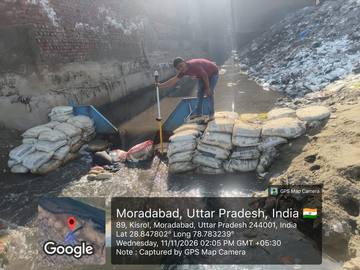 GPS Map Camera
Moradabad, Uttar Pradesh, India 🇮🇳
89, Kisrol, Moradabad, Uttar Pradesh 244001, India
Lat 28.847802° Long 78.783239°
Wednesday, 11/11/2026 02:05 PM GMT +05:30
Note : Captured by GPS Map Camera
Google